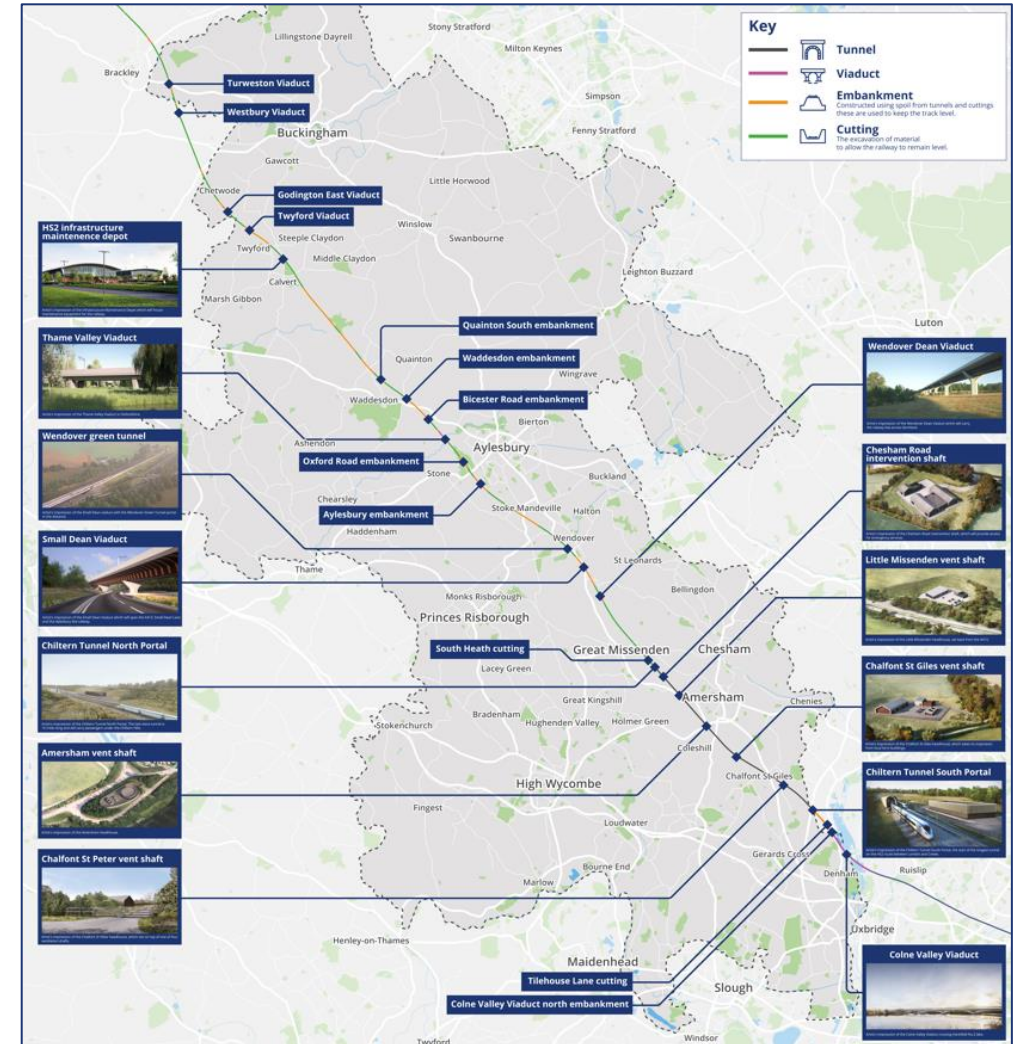 Key
Tunnel
Viaduct
Embankment
Constructed using spoil from tunnels and cuttings
these are used to keep the track level.
Cutting
The excavation of material
to allow the railway to remain level.
Stony Stratford
Lillingstone Dayrell
Milton Keynes
Brackley
Turweston Viaduct
Simpson
Westbury Viaduct
Buckingham
Fenny Stratford
Gawcott
Little Horwood
Chetwode
Godington East Viaduct
Winslow
Twyford Viaduct
HS2 infrastructure
maintenence depot
Steeple Claydon
Swanbourne
Twyford
Middle Claydon
Leighton Buzzard
Calvert
Marsh Gibbon
Luton
Quainton South embankment
Thame Valley Viaduct
Wendover Dean Viaduct
Quainton
Waddesdon embankment
Wingrave
Waddesdon
Bicester Road embankment
Bierton
Wendover green tunnel
Ashendon
Aylesbury
Chesham Road
intervention shaft
Oxford Road embankment
Stone
Buckland
Chearsley
Stoke Mandeville
Aylesbury embankment
Halton
Haddenham
Small Dean Viaduct
Wendover
St Leonards
Little Missenden vent shaft
Thame
Bellingdon
Monks Risborough
Princes Risborough
Chiltern Tunnel North Portal
South Heath cutting
Great Missenden
Chesham
Lacey Green
Chalfont St Giles vent shaft
Great Kingshill
Amersham
Chenies
Bradenham
Holmer Green
Stokenchurch
Hughenden Valley
Amersham vent shaft
Coleshill
Chiltern Tunnel South Portal
High Wycombe
Chalfont St Giles
Fingest
Loudwater
Chalfont St Peter vent shaft
Gerards Cross
Bourne End
Ruislip
Denham
Marlow
Uxbridge
Henley-on-Thames
Colne Valley Viaduct
Maidenhead
Tilehouse Lane cutting
Slough
Colne Valley Viaduct north embankment
Windsor
Twyford